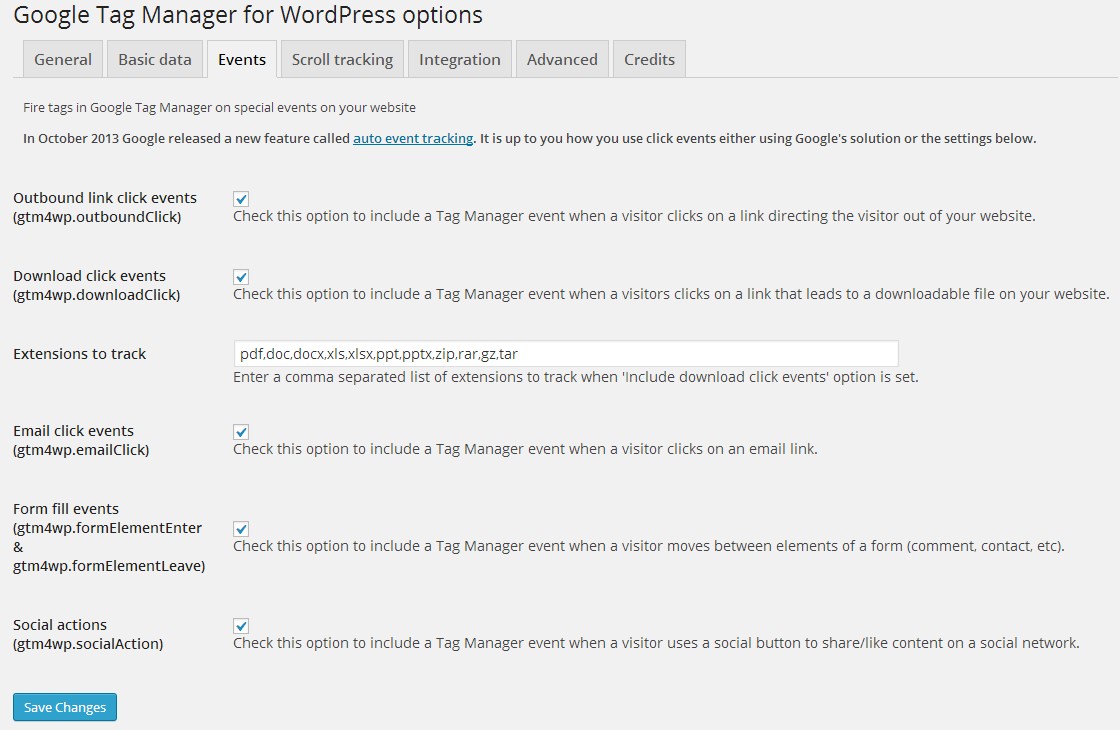 Google Tag Manager for WordPress options
General Basic data Events Scroll tracking Integration Advanced Credits
Fire tags in Google Tag Manager on special events on your website
In October 2013 Google released a new feature called auto event tracking. It is up to you how you use click events either using Google's solution or the settings below.
Outbound link click events
(gtm4wp.outboundClick)
Check this option to include a Tag Manager event when a visitor clicks on a link directing the visitor out of your website.
Download click events
(gtm4wp.downloadClick)
Check this option to include a Tag Manager event when a visitors clicks on a link that leads to a downloadable file on your website.
Extensions to track
pdf,doc,docx,xls,xlsx,ppt,pptx,zip,rar,gz,tar
Enter a comma separated list of extensions to track when 'Include download click events' option is set.
Email click events
(gtm4wp.emailClick)
Check this option to include a Tag Manager event when a visitor clicks on an email link.
Form fill events
(gtm4wp.formElementEnter
&
gtm4wp.formElementLeave)
Check this option to include a Tag Manager event when a visitor moves between elements of a form (comment, contact, etc).
Social actions
(gtm4wp.socialAction)
Check this option to include a Tag Manager event when a visitor uses a social button to share/like content on a social network.
Save Changes